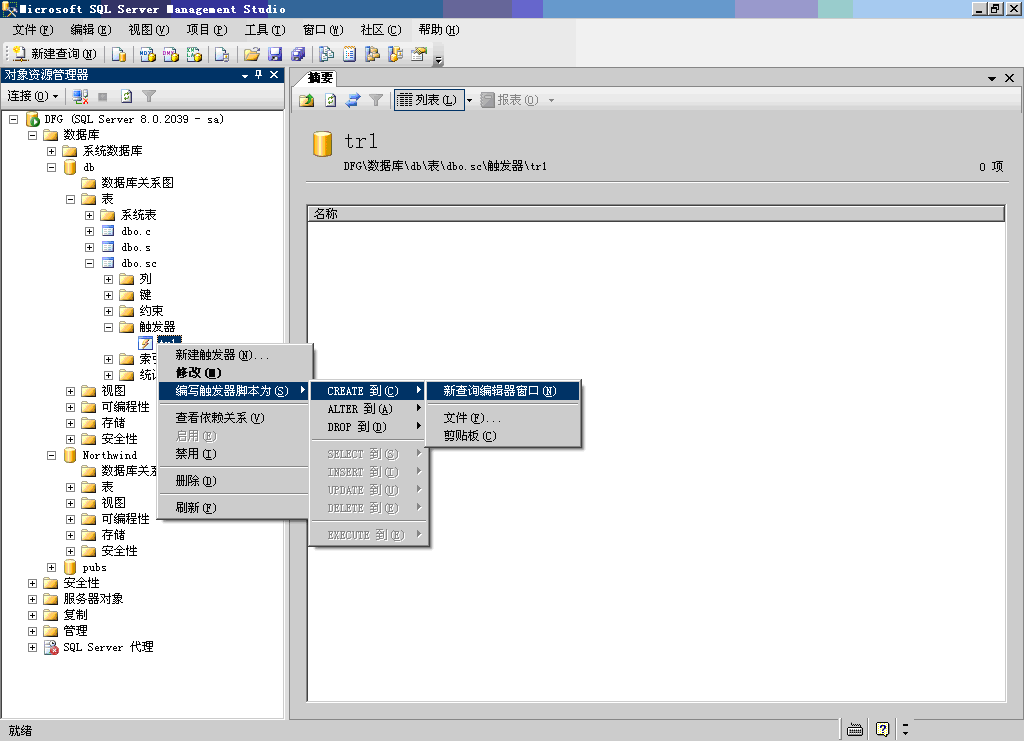 Microsoft SQL Server Management Studio
文件(F) 编辑(E) 视图(V) 项目(P) 工具(T) 窗口(W) 社区(C) 帮助(H)
新建查询(N)
对象资源管理器
连接(O)
DFG (SQL Server 8.0.2039 - sa)
数据库
系统数据库
db
数据库关系图
表
系统表
dbo.c
dbo.s
dbo.sc
列
键
约束
触发器
tr1
索引
统计
视图
可编程性
存储
安全性
Northwind
数据库关系
表
视图
可编程性
存储
安全性
pubs
安全性
服务器对象
复制
管理
SQL Server 代理
新建触发器(N)...
修改(M)
编写触发器脚本为(S)
查看依赖关系(V)
启用(E)
禁用(I)
删除(D)
刷新(F)
CREATE 到(C)
ALTER 到(A)
DROP 到(D)
SELECT 到(S)
INSERT 到(I)
UPDATE 到(U)
DELETE 到(E)
EXECUTE 到(E)
新查询编辑器窗口(N)
文件(F)...
剪贴板(C)
摘要
列表(L)
报表(O)
tr1
DFG\数据库\db\表\dbo.sc\触发器\tr1
0 项
名称
就绪